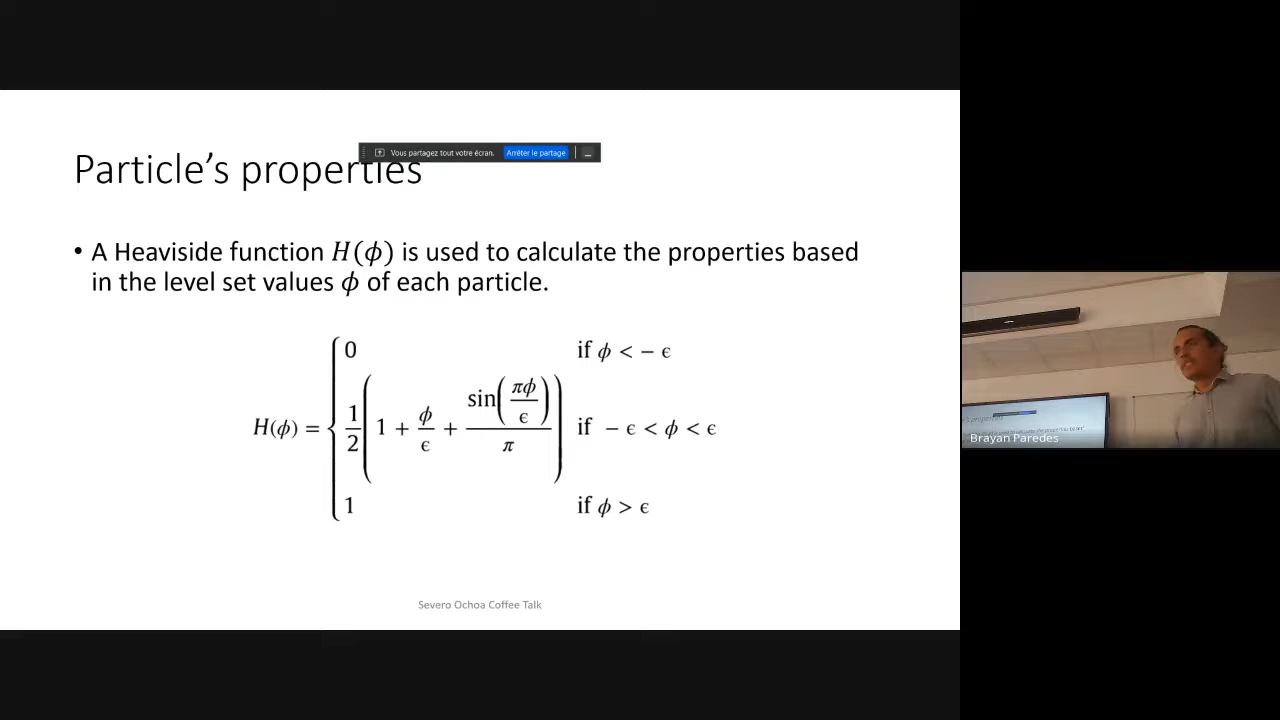 Particle's properties
Vous partagez tout votre écran. Arrêter le partage
• A Heaviside function H(ϕ) is used to calculate the properties based
in the level set values ϕ of each particle.
0 if ϕ < − ϵ
H(ϕ) = { 1/2 ( 1 + ϕ/ϵ + sin(πϕ/ϵ)/π ) if − ϵ < ϕ < ϵ
1 if ϕ > ϵ
Severo Ochoa Coffee Talk
Brayan Paredes